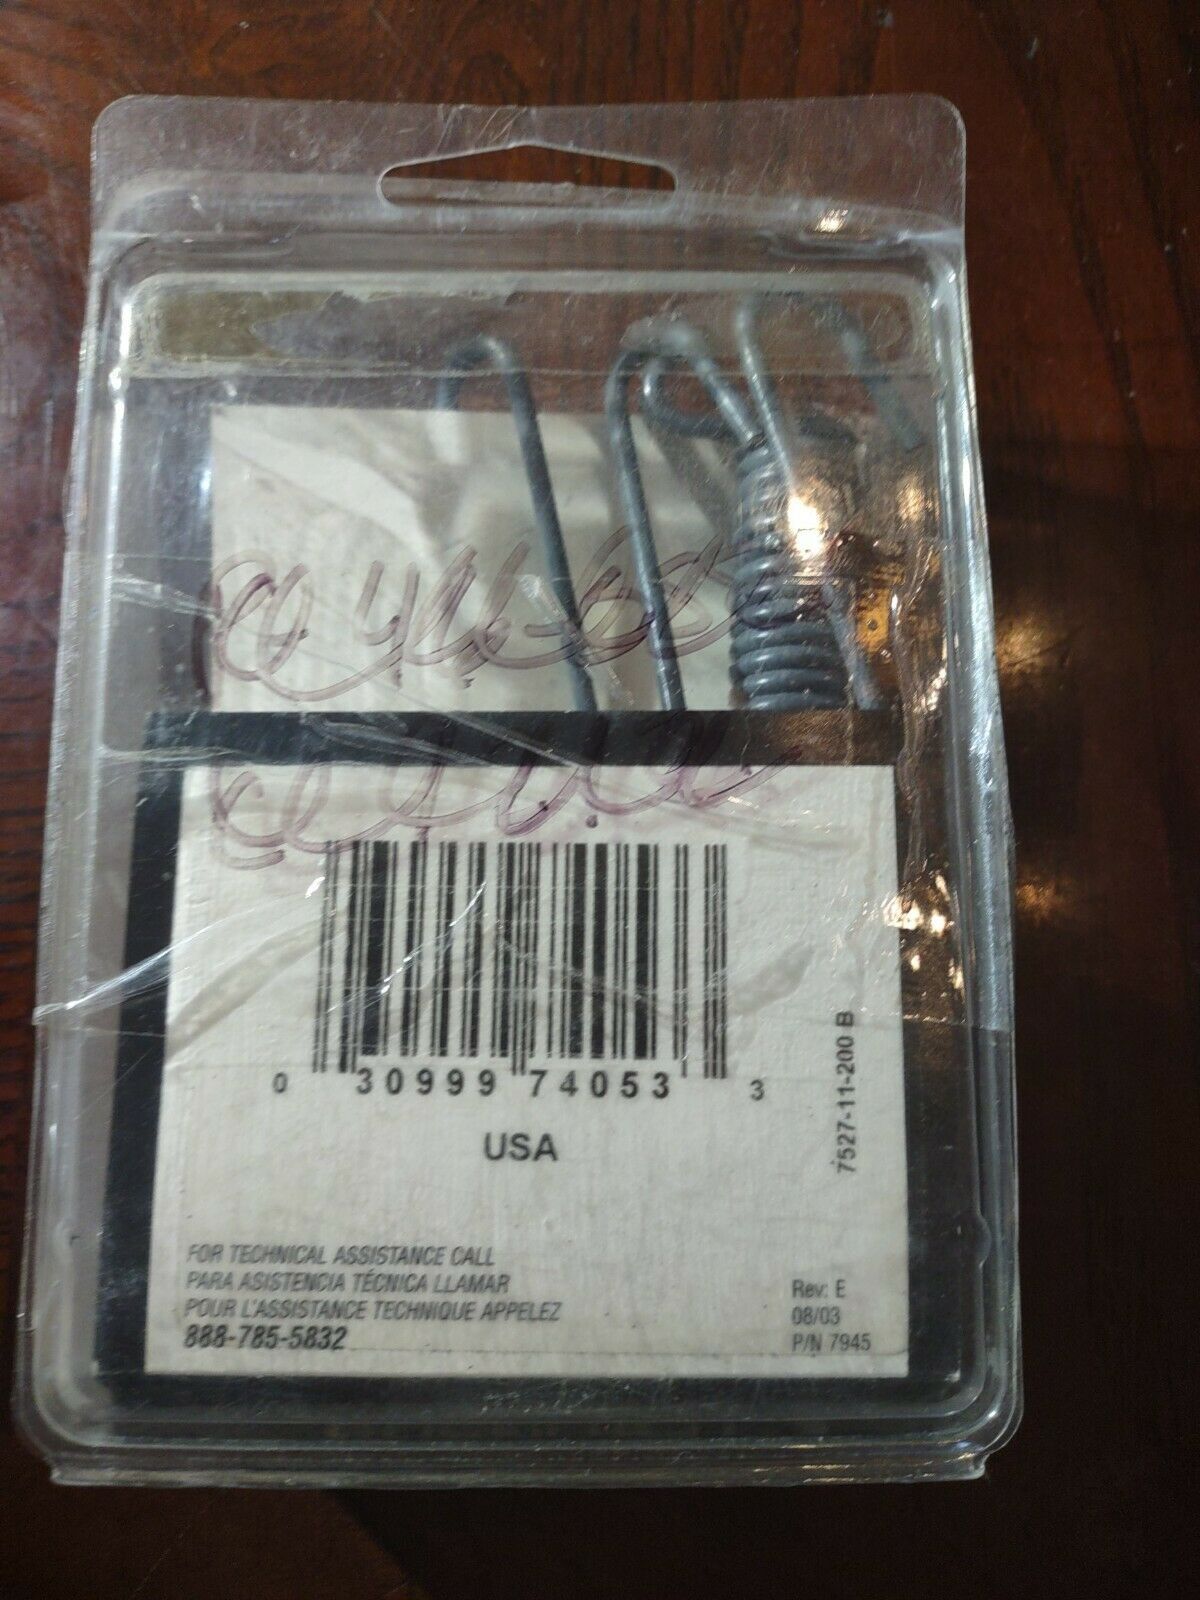 0 30999 74053 3
USA
7527-11-200 B
FOR TECHNICAL ASSISTANCE CALL
PARA ASISTENCIA TÉCNICA LLAMAR
POUR L'ASSISTANCE TECHNIQUE APPELEZ
888-785-5832
Rev: E
08/03
P/N 7945